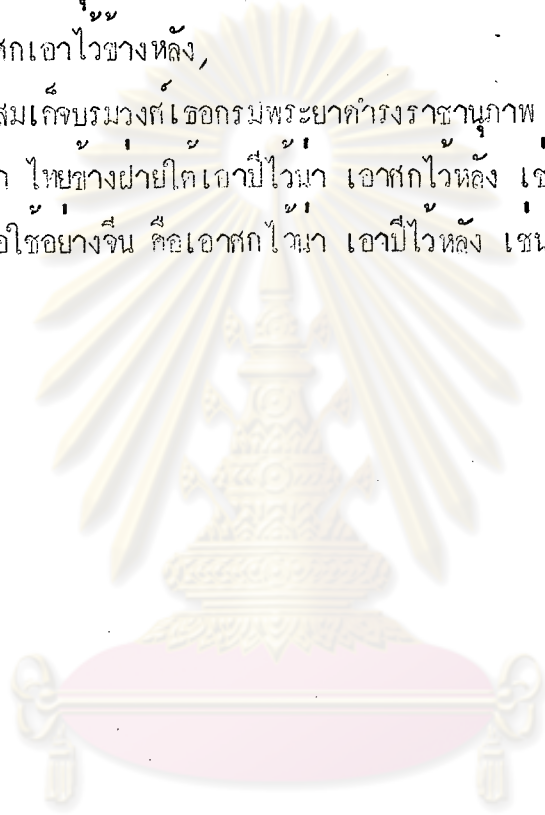 ศกเอาไว้ข้างหลัง,
สมเด็จบรมวงศ์เธอกรมพระยาดำรงราชานุภาพ
ไทยข้างฝ่ายใต้เอาปีไว้น่า เอาศกไว้หลัง เช่
อใช้อย่างจีน คือเอาศกไว้น่า เอาปีไว้หลัง เช่น